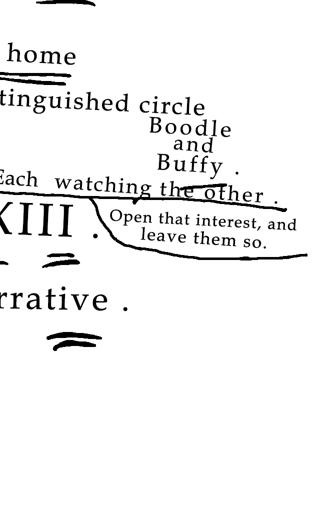 home
tinguished circle
Boodle
and
Buffy .
Each watching the other .
XIII .
Open that interest, and
leave them so.
rrative .